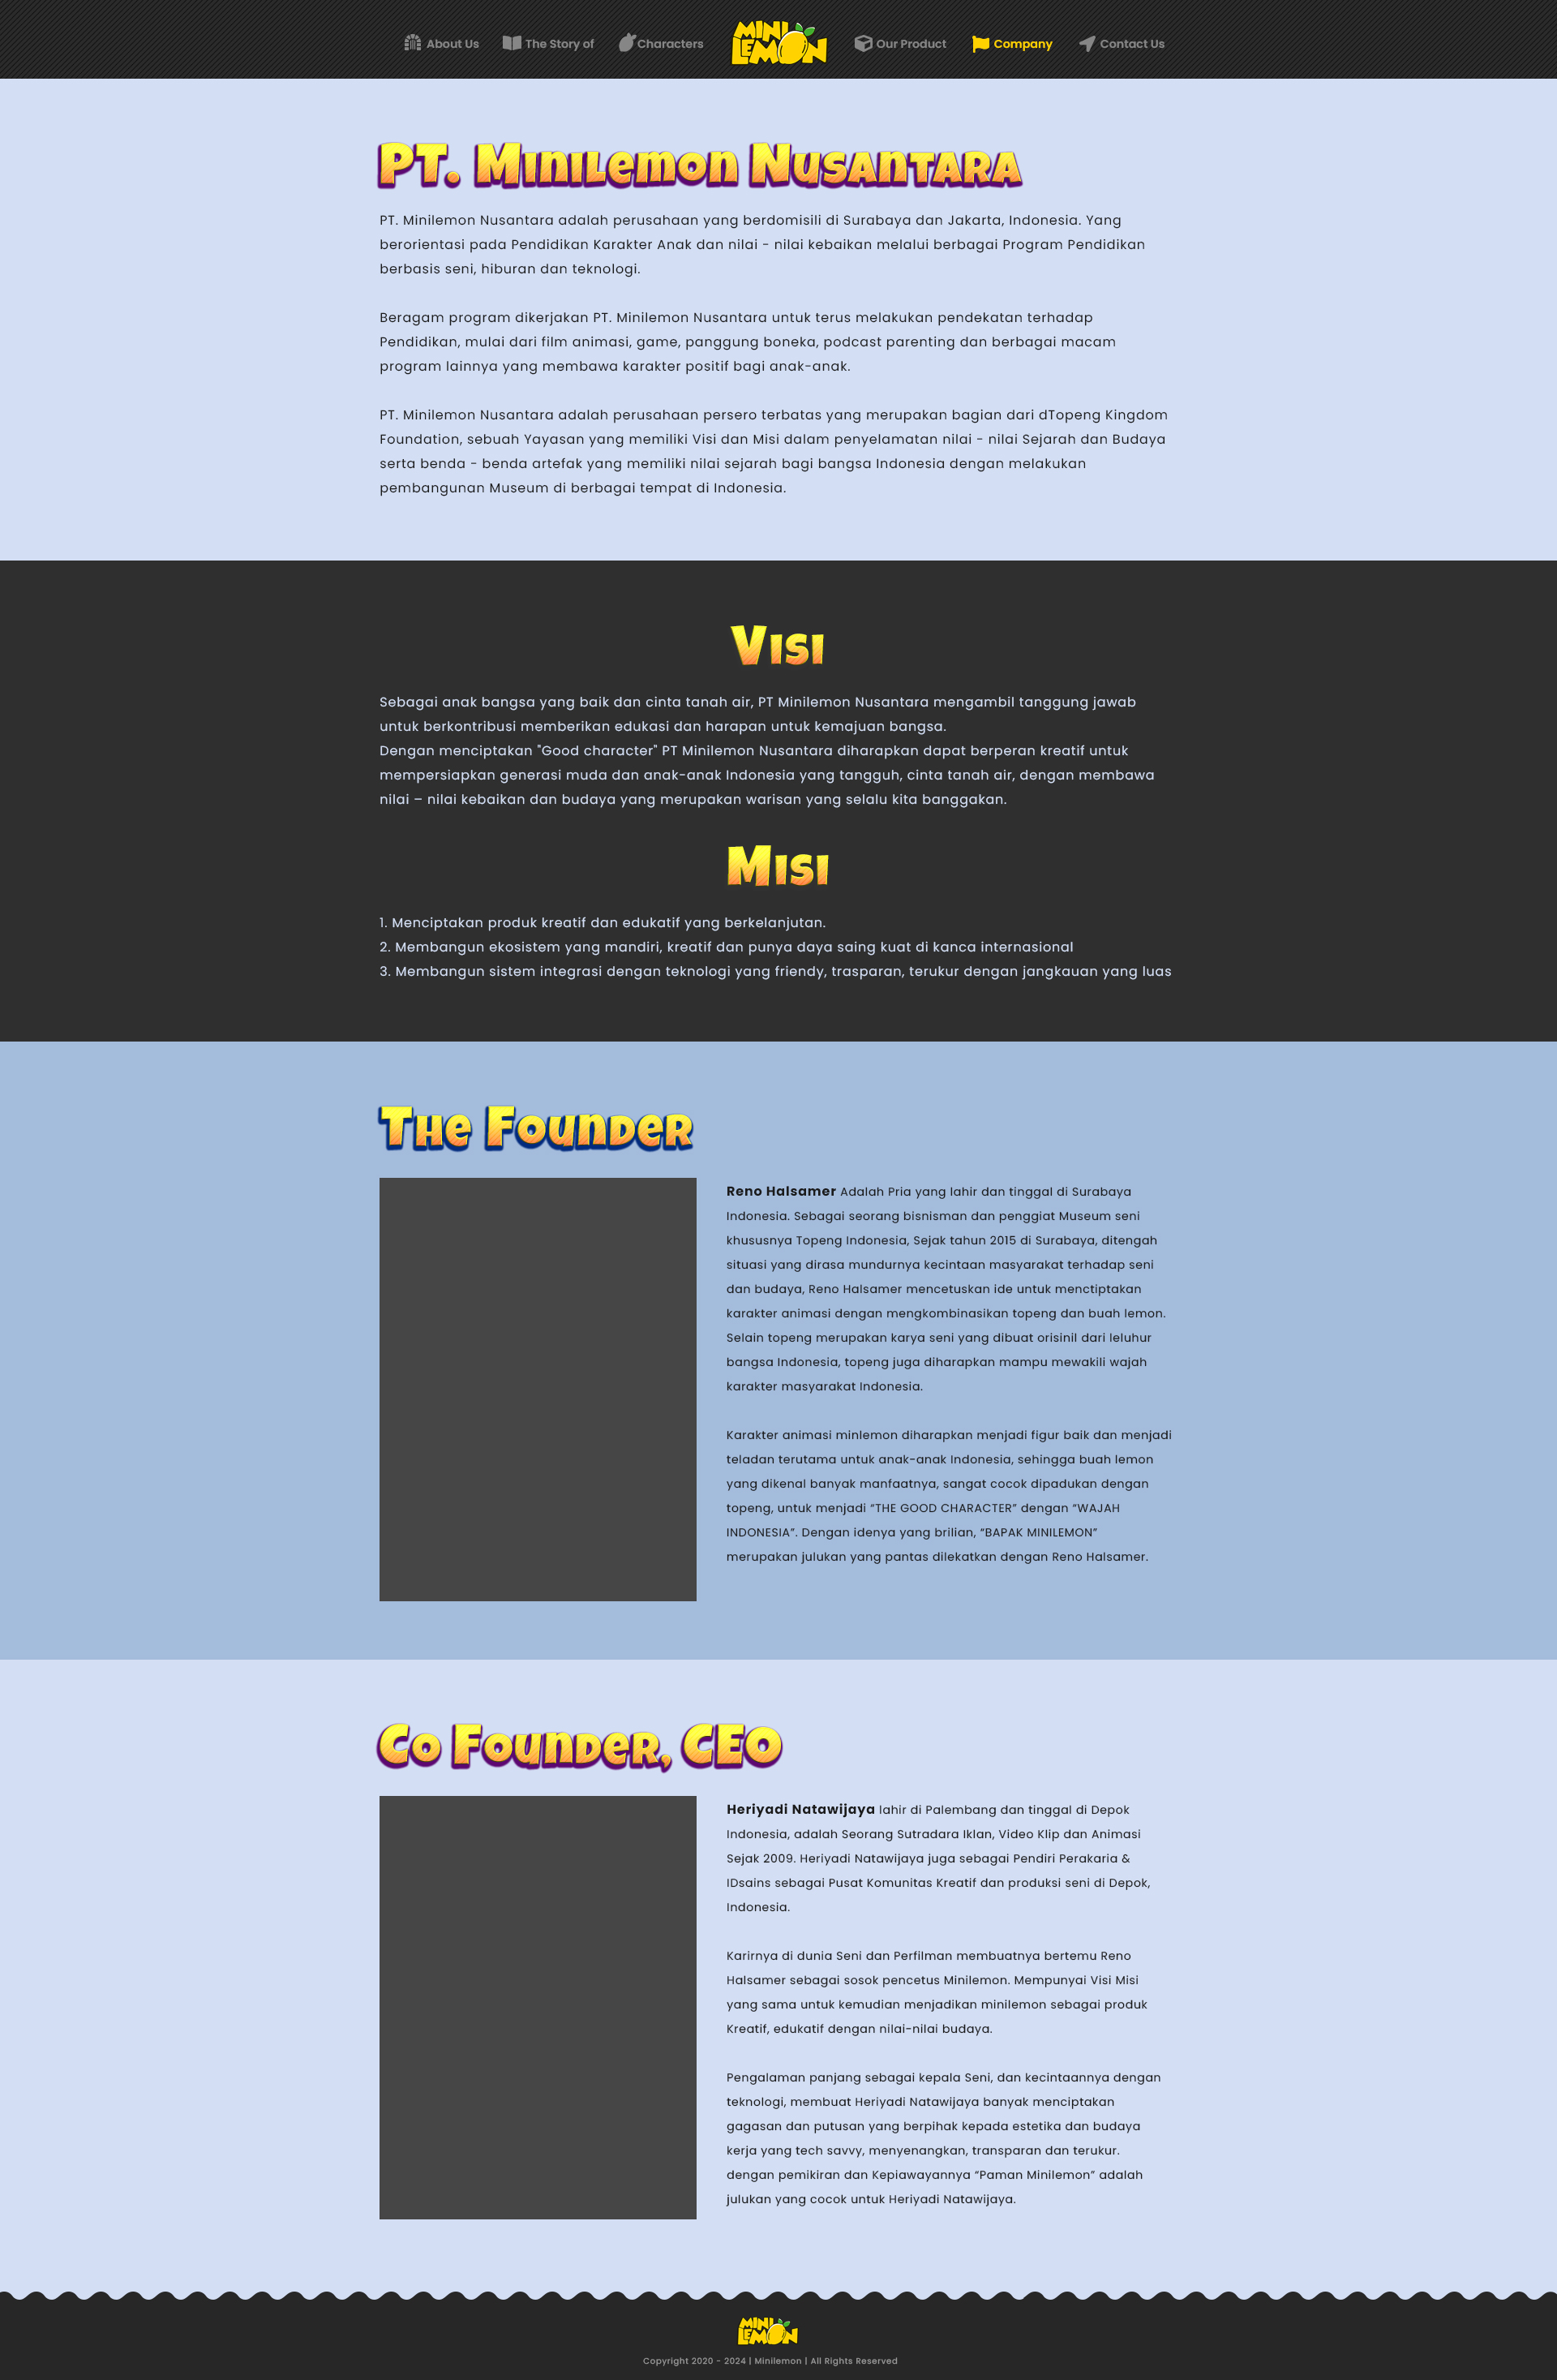 About Us The Story of Characters MINI LEMON Our Product Company Contact Us
PT. Minilemon Nusantara
PT. Minilemon Nusantara adalah perusahaan yang berdomisili di Surabaya dan Jakarta, Indonesia. Yang
berorientasi pada Pendidikan Karakter Anak dan nilai - nilai kebaikan melalui berbagai Program Pendidikan
berbasis seni, hiburan dan teknologi.
Beragam program dikerjakan PT. Minilemon Nusantara untuk terus melakukan pendekatan terhadap
Pendidikan, mulai dari film animasi, game, panggung boneka, podcast parenting dan berbagai macam
program lainnya yang membawa karakter positif bagi anak-anak.
PT. Minilemon Nusantara adalah perusahaan persero terbatas yang merupakan bagian dari dTopeng Kingdom
Foundation, sebuah Yayasan yang memiliki Visi dan Misi dalam penyelamatan nilai - nilai Sejarah dan Budaya
serta benda - benda artefak yang memiliki nilai sejarah bagi bangsa Indonesia dengan melakukan
pembangunan Museum di berbagai tempat di Indonesia.
Visi
Sebagai anak bangsa yang baik dan cinta tanah air, PT Minilemon Nusantara mengambil tanggung jawab
untuk berkontribusi memberikan edukasi dan harapan untuk kemajuan bangsa.
Dengan menciptakan "Good character" PT Minilemon Nusantara diharapkan dapat berperan kreatif untuk
mempersiapkan generasi muda dan anak-anak Indonesia yang tangguh, cinta tanah air, dengan membawa
nilai – nilai kebaikan dan budaya yang merupakan warisan yang selalu kita banggakan.
Misi
1. Menciptakan produk kreatif dan edukatif yang berkelanjutan.
2. Membangun ekosistem yang mandiri, kreatif dan punya daya saing kuat di kanca internasional
3. Membangun sistem integrasi dengan teknologi yang friendy, trasparan, terukur dengan jangkauan yang luas
The Founder
Reno Halsamer Adalah Pria yang lahir dan tinggal di Surabaya
Indonesia. Sebagai seorang bisnisman dan penggiat Museum seni
khususnya Topeng Indonesia, Sejak tahun 2015 di Surabaya, ditengah
situasi yang dirasa mundurnya kecintaan masyarakat terhadap seni
dan budaya, Reno Halsamer mencetuskan ide untuk menctiptakan
karakter animasi dengan mengkombinasikan topeng dan buah lemon.
Selain topeng merupakan karya seni yang dibuat orisinil dari leluhur
bangsa Indonesia, topeng juga diharapkan mampu mewakili wajah
karakter masyarakat Indonesia.
Karakter animasi minlemon diharapkan menjadi figur baik dan menjadi
teladan terutama untuk anak-anak Indonesia, sehingga buah lemon
yang dikenal banyak manfaatnya, sangat cocok dipadukan dengan
topeng, untuk menjadi “THE GOOD CHARACTER” dengan “WAJAH
INDONESIA”. Dengan idenya yang brilian, “BAPAK MINILEMON”
merupakan julukan yang pantas dilekatkan dengan Reno Halsamer.
Co Founder, CEO
Heriyadi Natawijaya lahir di Palembang dan tinggal di Depok
Indonesia, adalah Seorang Sutradara Iklan, Video Klip dan Animasi
Sejak 2009. Heriyadi Natawijaya juga sebagai Pendiri Perakaria &
IDsains sebagai Pusat Komunitas Kreatif dan produksi seni di Depok,
Indonesia.
Karirnya di dunia Seni dan Perfilman membuatnya bertemu Reno
Halsamer sebagai sosok pencetus Minilemon. Mempunyai Visi Misi
yang sama untuk kemudian menjadikan minilemon sebagai produk
Kreatif, edukatif dengan nilai-nilai budaya.
Pengalaman panjang sebagai kepala Seni, dan kecintaannya dengan
teknologi, membuat Heriyadi Natawijaya banyak menciptakan
gagasan dan putusan yang berpihak kepada estetika dan budaya
kerja yang tech savvy, menyenangkan, transparan dan terukur.
dengan pemikiran dan Kepiawayannya “Paman Minilemon” adalah
julukan yang cocok untuk Heriyadi Natawijaya.
MINI LEMON
Copyright 2020 - 2024 | Minilemon | All Rights Reserved